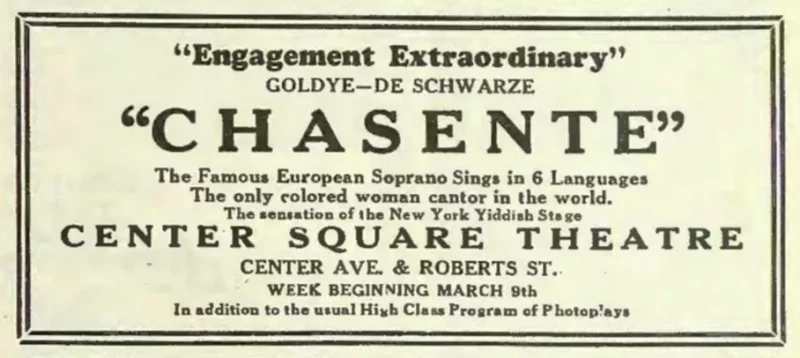 “Engagement Extraordinary”
GOLDYE—DE SCHWARZE
“CHASENTE”
The Famous European Soprano Sings in 6 Languages
The only colored woman cantor in the world.
The sensation of the New York Yiddish Stage
CENTER SQUARE THEATRE
CENTER AVE. & ROBERTS ST.
WEEK BEGINNING MARCH 9th
In addition to the usual High Class Program of Photoplays